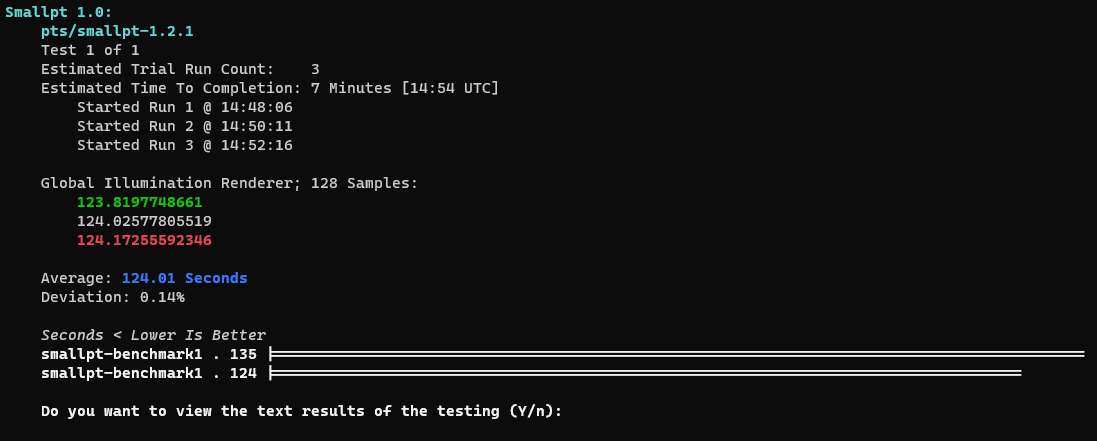 Smallpt 1.0:
pts/smallpt-1.2.1
Test 1 of 1
Estimated Trial Run Count:    3
Estimated Time To Completion: 7 Minutes [14:54 UTC]
Started Run 1 @ 14:48:06
Started Run 2 @ 14:50:11
Started Run 3 @ 14:52:16
Global Illumination Renderer; 128 Samples:
123.8197748661
124.02577805519
124.17255592346
Average: 124.01 Seconds
Deviation: 0.14%
Seconds < Lower Is Better
smallpt-benchmark1 . 135
smallpt-benchmark1 . 124
Do you want to view the text results of the testing (Y/n):